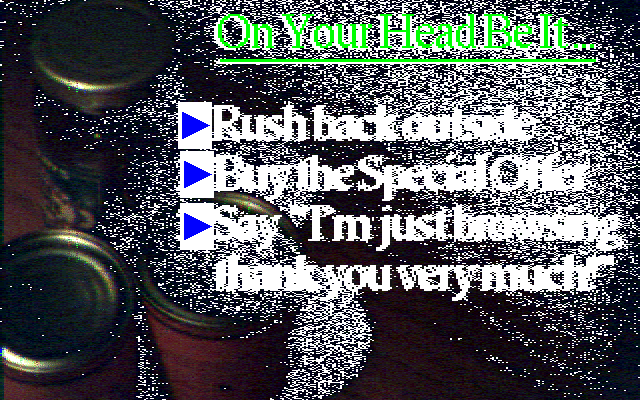 On Your Head Be It...
Rush back outside
Buy the Special Offer
Say "I'm just browsing
thank you very much!"